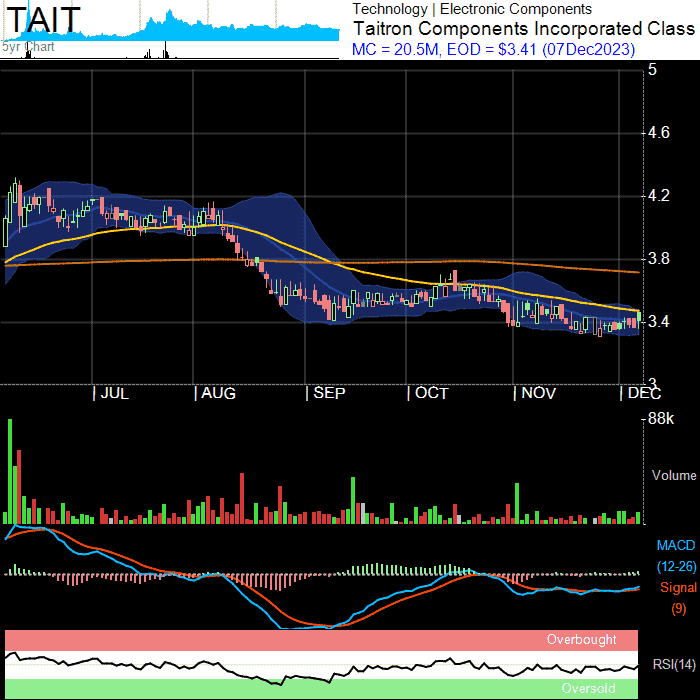 TAIT
5yr Chart
Technology | Electronic Components
Taitron Components Incorporated Class
MC = 20.5M, EOD = $3.41 (07Dec2023)
5
4.6
4.2
3.8
3.4
3
| JUL | AUG | SEP | OCT | NOV | DEC
88k
Volume
MACD
(12-26)
Signal
(9)
Overbought
RSI(14)
Oversold